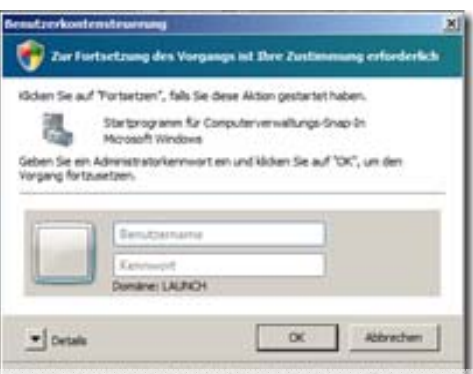 Benutzerkontensteuerung
Zur Fortsetzung des Vorgangs ist Ihre Zustimmung erforderlich
Klicken Sie auf "Fortsetzen", falls Sie diese Aktion gestartet haben.
Startprogramm für Computerverwaltungs-Snap-In
Microsoft Windows
Geben Sie ein Administratorkennwort ein und klicken Sie auf "OK", um den
Vorgang fortzusetzen.
Benutzername
Kennwort
Domäne: LAUNCH
Details
OK
Abbrechen